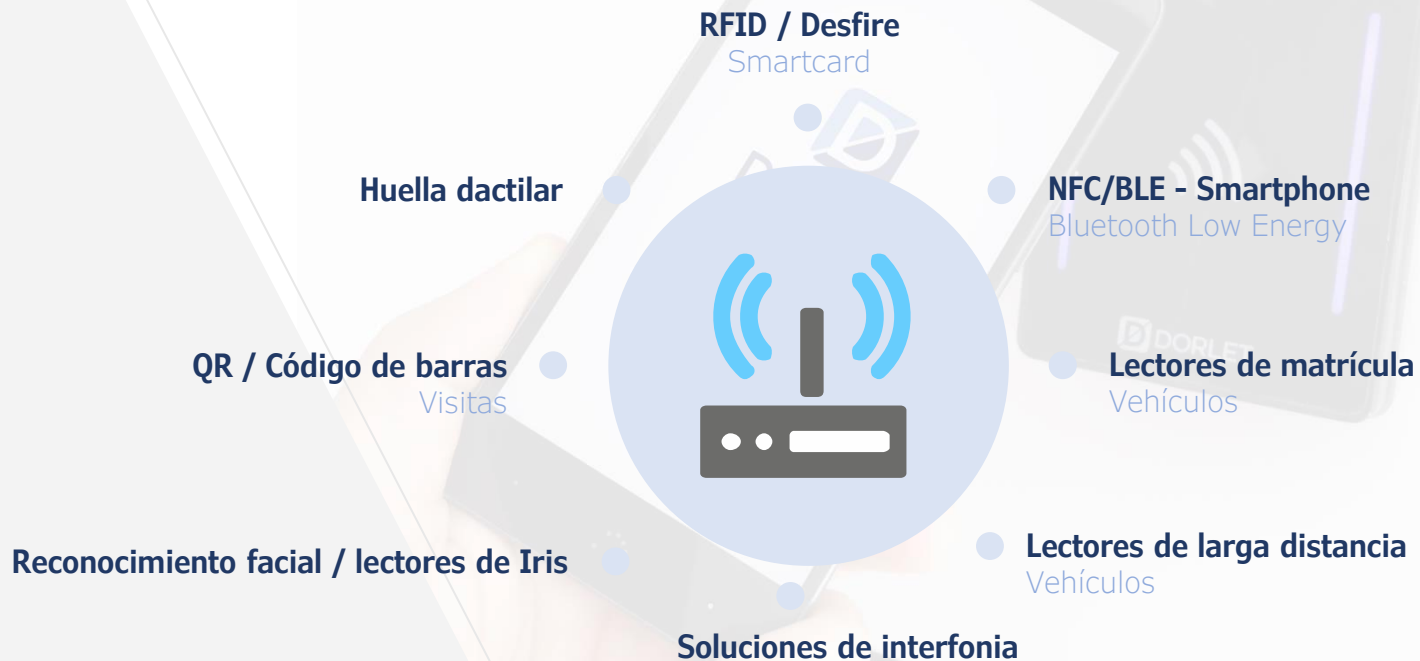 RFID / Desfire
Smartcard
Huella dactilar
NFC/BLE - Smartphone
Bluetooth Low Energy
DORLET
QR / Código de barras
Visitas
Lectores de matrícula
Vehículos
Reconocimiento facial / lectores de Iris
Lectores de larga distancia
Vehículos
Soluciones de interfonia